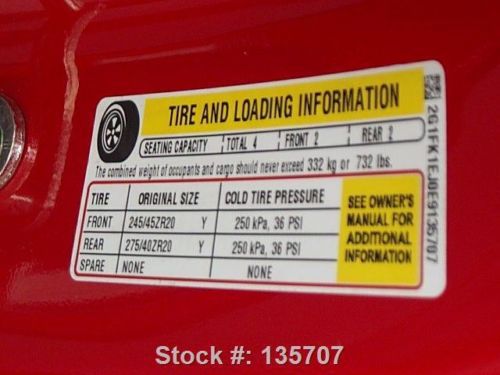 TIRE AND LOADING INFORMATION
SEATING CAPACITY TOTAL 4 FRONT 2 REAR 2
The combined weight of occupants and cargo should never exceed 332 kg or 732 lbs.
TIRE ORIGINAL SIZE COLD TIRE PRESSURE
FRONT 245/45ZR20 Y 250 kPa, 36 PSI
REAR 275/40ZR20 Y 250 kPa, 36 PSI
SPARE NONE NONE
SEE OWNER'S
MANUAL FOR
ADDITIONAL
INFORMATION
2G1FK1EJ0E9135707
Stock #: 135707